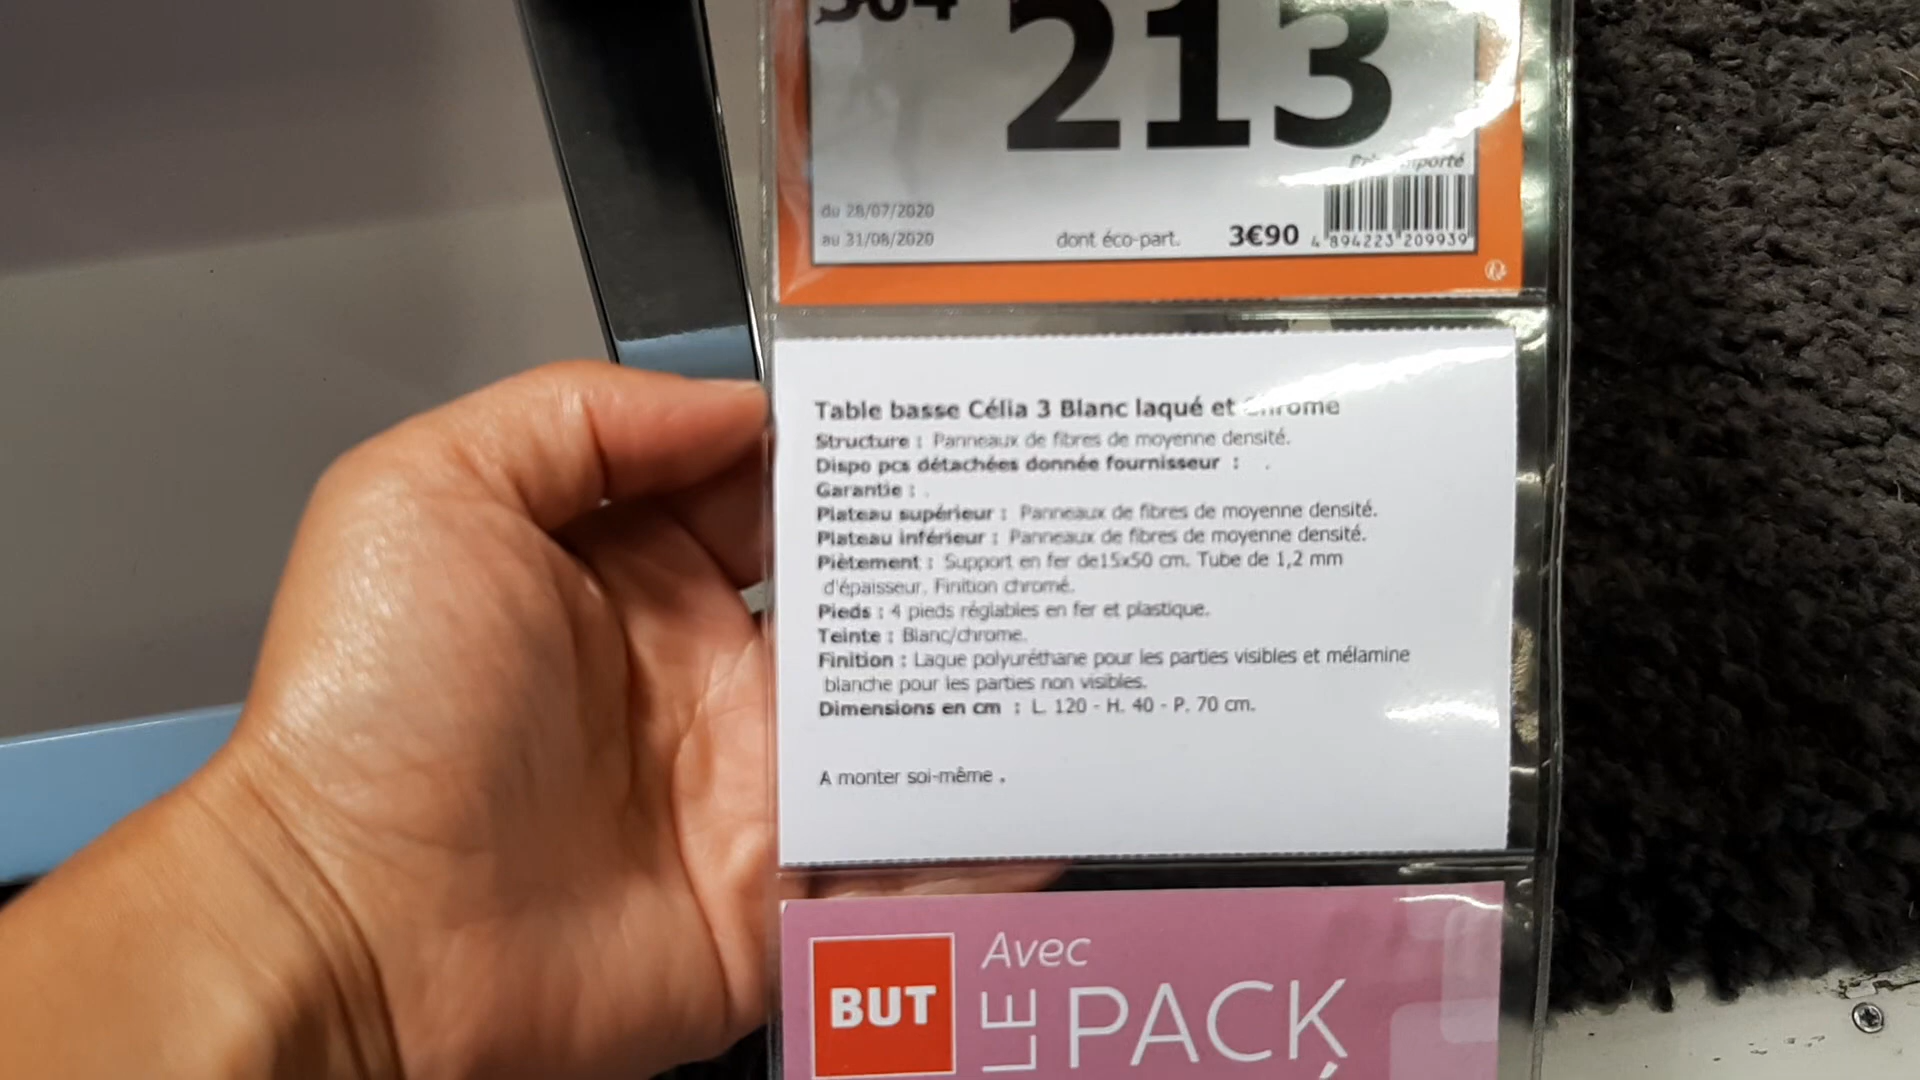 213
Prix emporté
du 28/07/2020
au 31/08/2020
dont éco-part. 3€90
4 894223 209939
Table basse Célia 3 Blanc laqué et Chrome
Structure : Panneaux de fibres de moyenne densité.
Dispo pcs détachées donnée fournisseur : .
Garantie : .
Plateau supérieur : Panneaux de fibres de moyenne densité.
Plateau inférieur : Panneaux de fibres de moyenne densité.
Piètement : Support en fer de15x50 cm. Tube de 1,2 mm
d'épaisseur. Finition chromé.
Pieds : 4 pieds réglables en fer et plastique.
Teinte : Blanc/chrome.
Finition : Laque polyuréthane pour les parties visibles et mélamine
blanche pour les parties non visibles.
Dimensions en cm : L. 120 - H. 40 - P. 70 cm.
A monter soi-même .
BUT
Avec
LE PACK